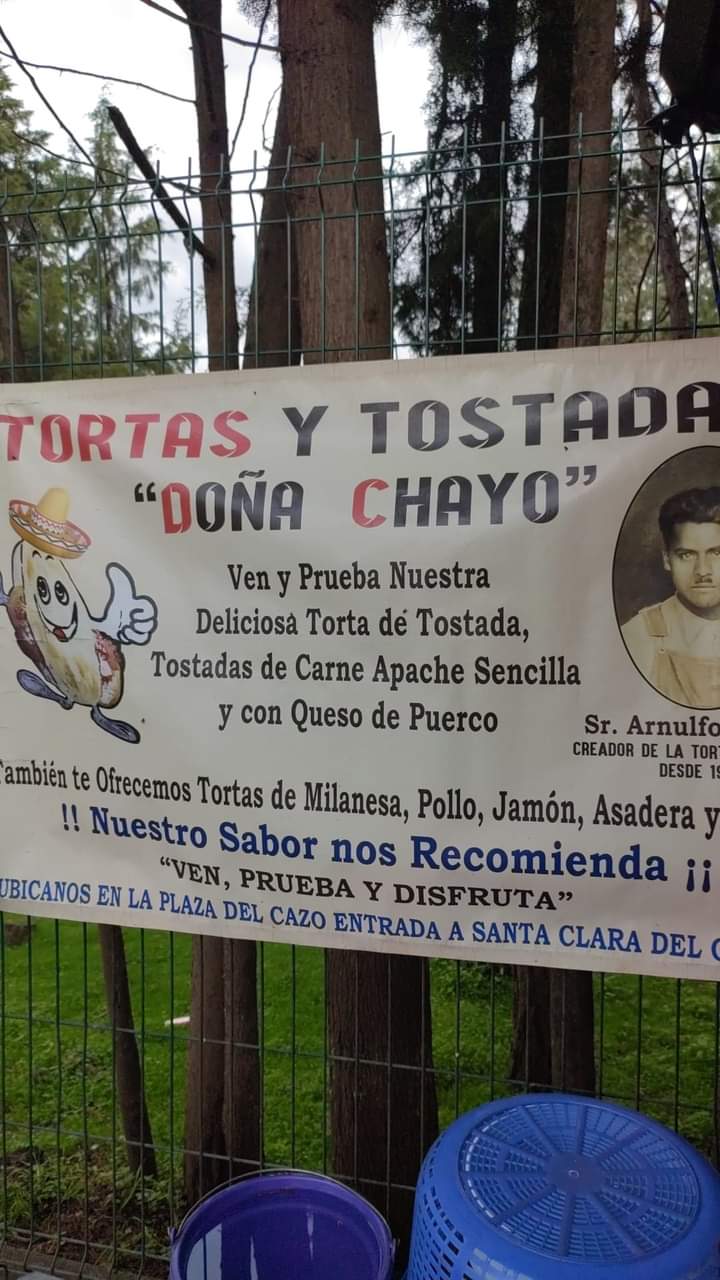 TORTAS Y TOSTADA
“DOÑA CHAYO”
Ven y Prueba Nuestra
Deliciosa Torta de Tostada,
Tostadas de Carne Apache Sencilla
y con Queso de Puerco
Sr. Arnulfo
CREADOR DE LA TOR
DESDE 19
También te Ofrecemos Tortas de Milanesa, Pollo, Jamón, Asadera y
!! Nuestro Sabor nos Recomienda ¡¡
“VEN, PRUEBA Y DISFRUTA”
UBICANOS EN LA PLAZA DEL CAZO ENTRADA A SANTA CLARA DEL C